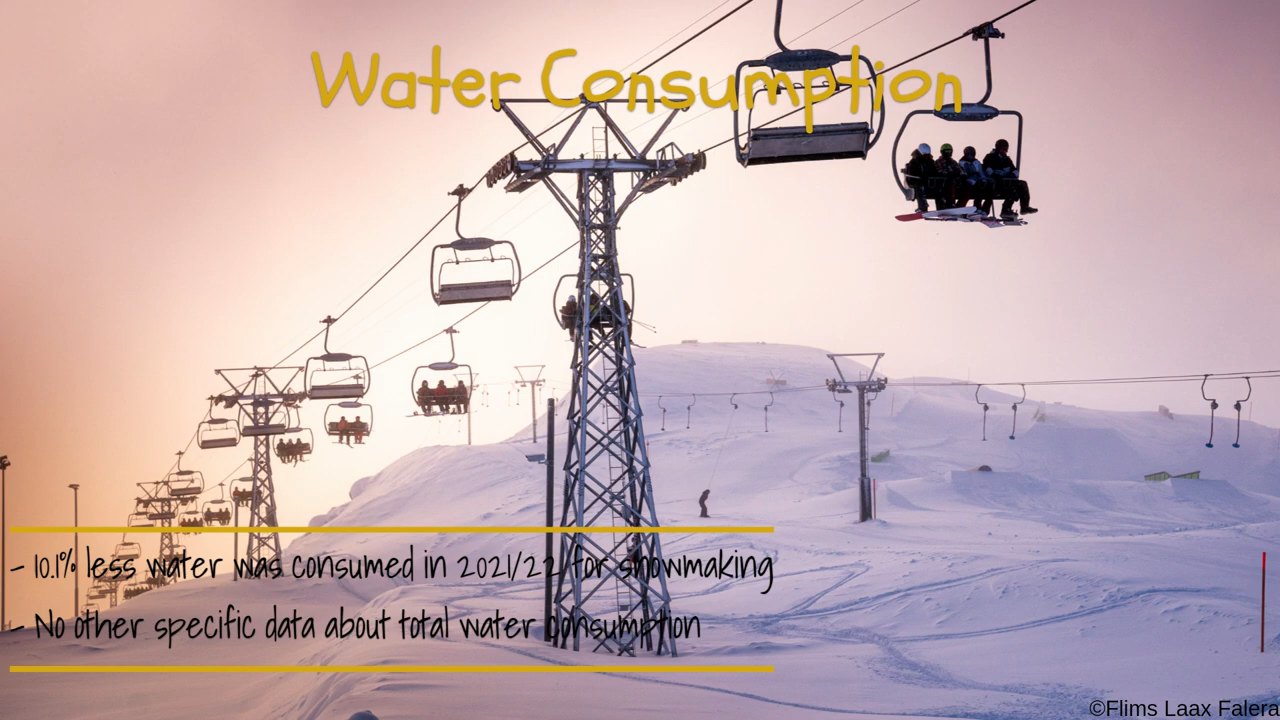 Water Consumption
- 10.1% less water was consumed in 2021/22 for snowmaking
- No other specific data about total water consumption
©Flims Laax Falera